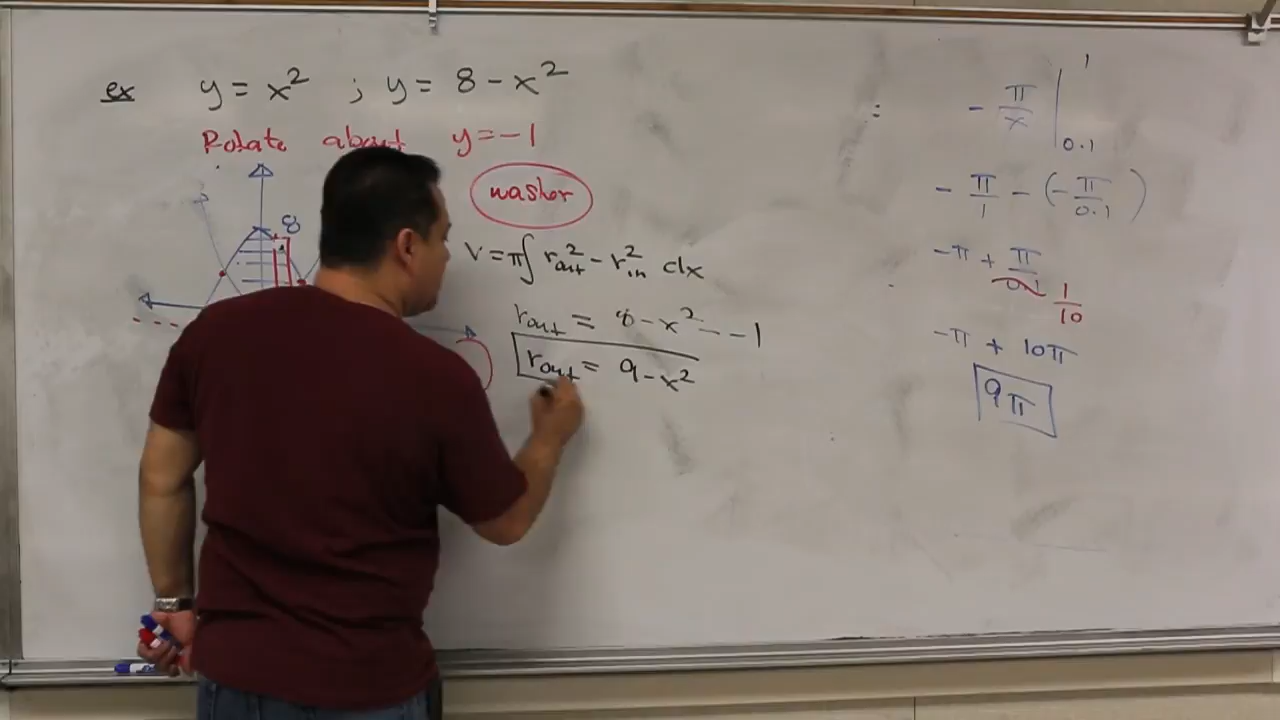 ex y = x² ; y = 8 - x²
Rotate about y = -1
8
washer
V = π∫ r²out - r²in dx
rout = 8 - x² - -1
rout = 9 - x²
: - π/x | 1 0.1
- π/1 - (- π/0.1)
-π + π/0.1 1/10
-π + 10π
9π